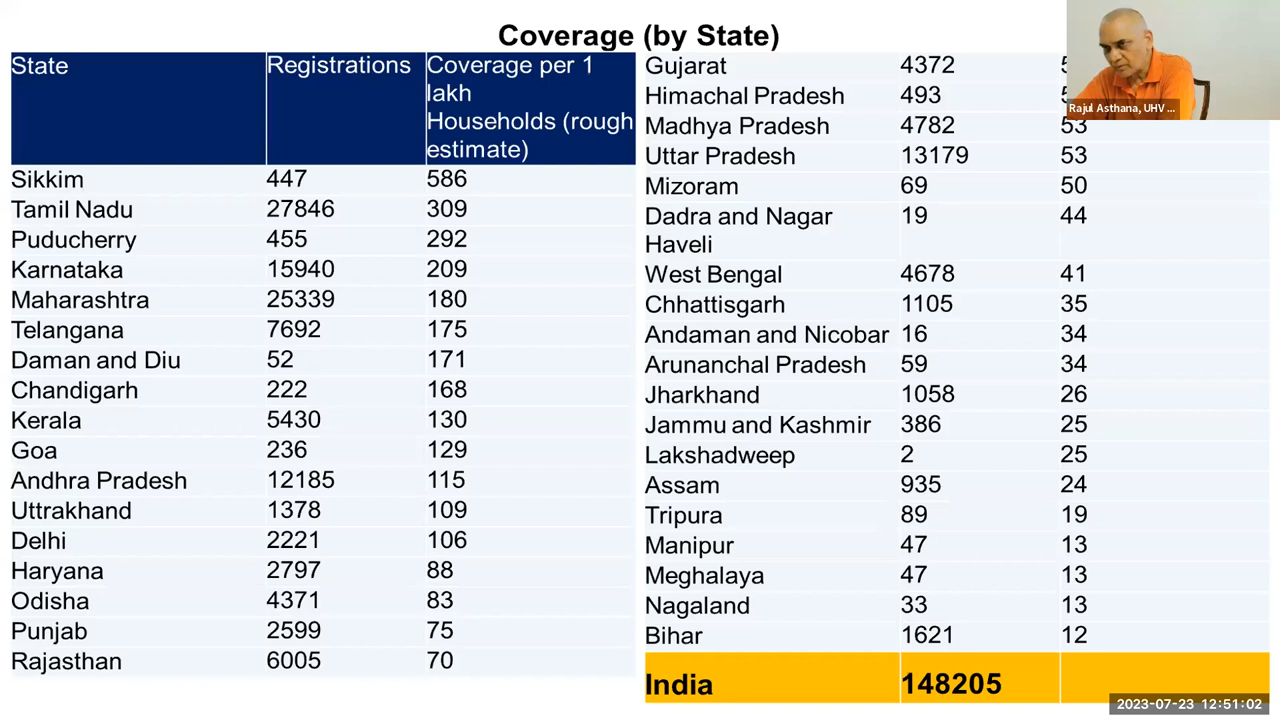 Coverage (by State)
State Registrations Coverage per 1
lakh
Households (rough
estimate)
Sikkim 447 586
Tamil Nadu 27846 309
Puducherry 455 292
Karnataka 15940 209
Maharashtra 25339 180
Telangana 7692 175
Daman and Diu 52 171
Chandigarh 222 168
Kerala 5430 130
Goa 236 129
Andhra Pradesh 12185 115
Uttrakhand 1378 109
Delhi 2221 106
Haryana 2797 88
Odisha 4371 83
Punjab 2599 75
Rajasthan 6005 70
Gujarat 4372
Himachal Pradesh 493
Madhya Pradesh 4782 53
Uttar Pradesh 13179 53
Mizoram 69 50
Dadra and Nagar 19 44
Haveli
West Bengal 4678 41
Chhattisgarh 1105 35
Andaman and Nicobar 16 34
Arunanchal Pradesh 59 34
Jharkhand 1058 26
Jammu and Kashmir 386 25
Lakshadweep 2 25
Assam 935 24
Tripura 89 19
Manipur 47 13
Meghalaya 47 13
Nagaland 33 13
Bihar 1621 12
India 148205
Rajul Asthana, UHV ...
2023-07-23 12:51:02